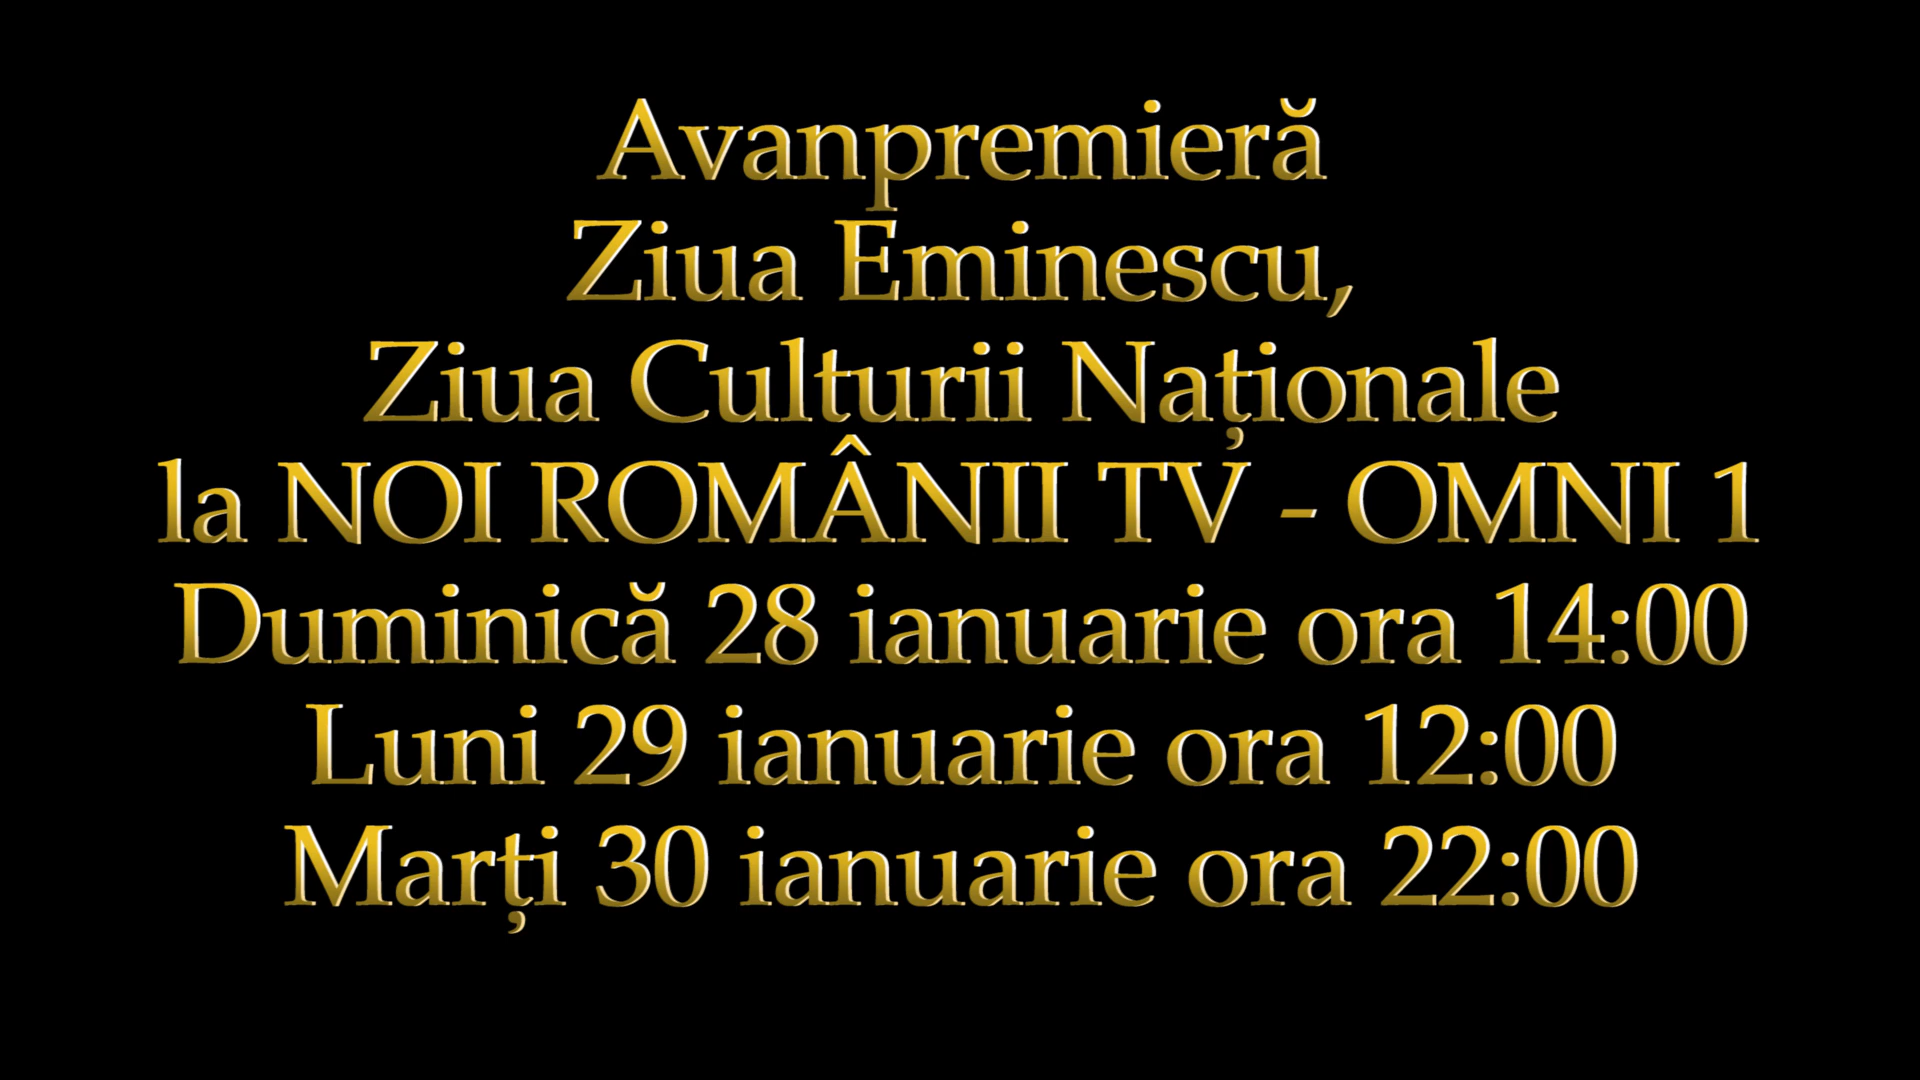 Avanpremieră
Ziua Eminescu,
Ziua Culturii Naționale
la NOI ROMÂNII TV - OMNI 1
Duminică 28 ianuarie ora 14:00
Luni 29 ianuarie ora 12:00
Marți 30 ianuarie ora 22:00